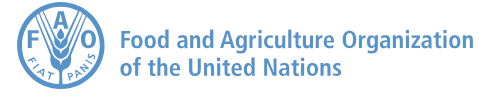 F A O
FIAT PANIS
Food and Agriculture Organization
of the United Nations